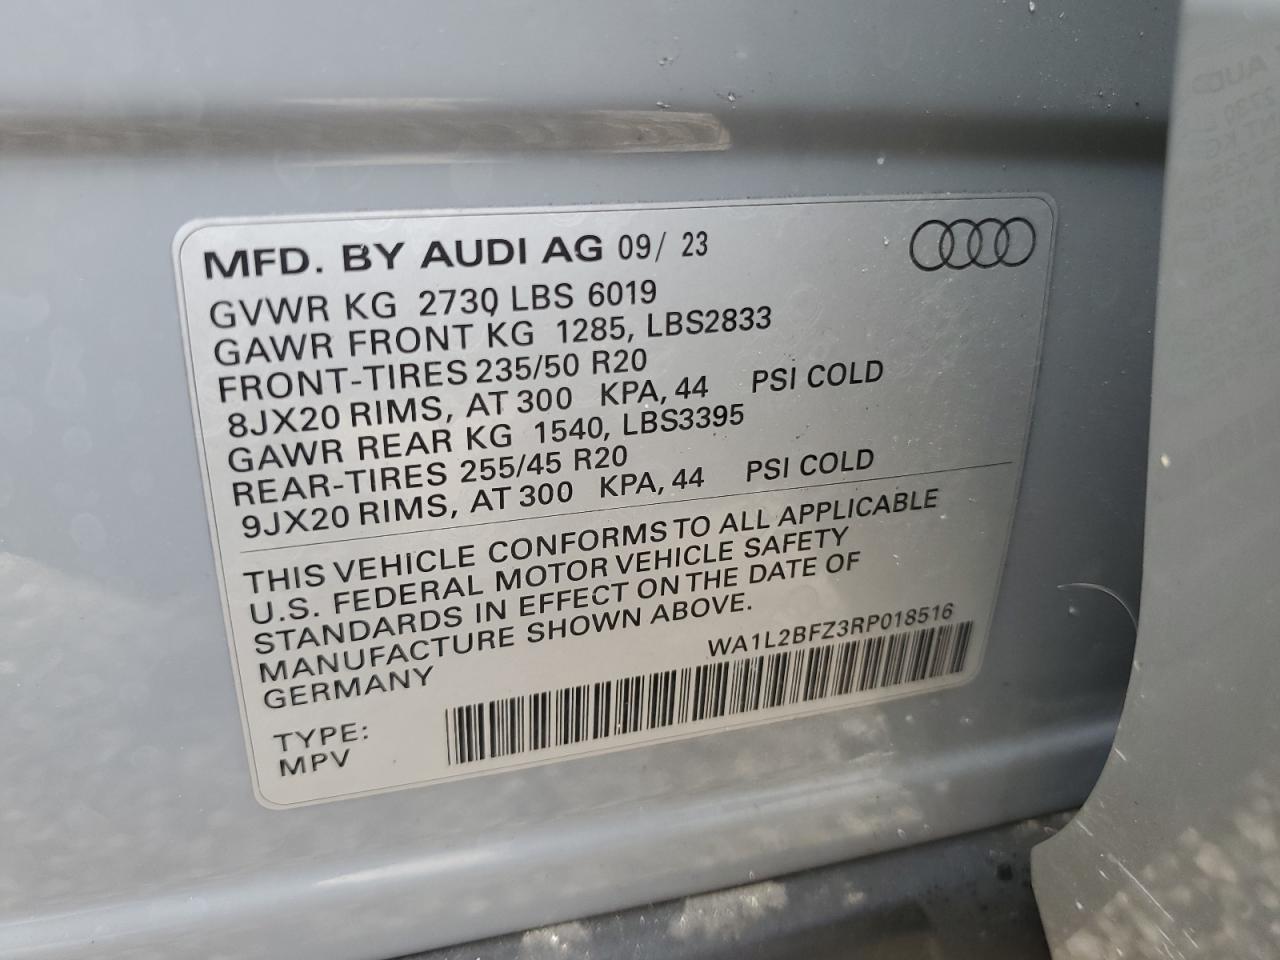 MFD. BY AUDI AG 09/ 23
GVWR KG 2730 LBS 6019
GAWR FRONT KG 1285, LBS2833
FRONT-TIRES 235/50 R20
8JX20 RIMS, AT 300 KPA, 44 PSI COLD
GAWR REAR KG 1540, LBS3395
REAR-TIRES 255/45 R20
9JX20 RIMS, AT 300 KPA, 44 PSI COLD
THIS VEHICLE CONFORMS TO ALL APPLICABLE
U.S. FEDERAL MOTOR VEHICLE SAFETY
STANDARDS IN EFFECT ON THE DATE OF
MANUFACTURE SHOWN ABOVE.
GERMANY
WA1L2BFZ3RP018516
TYPE:
MPV